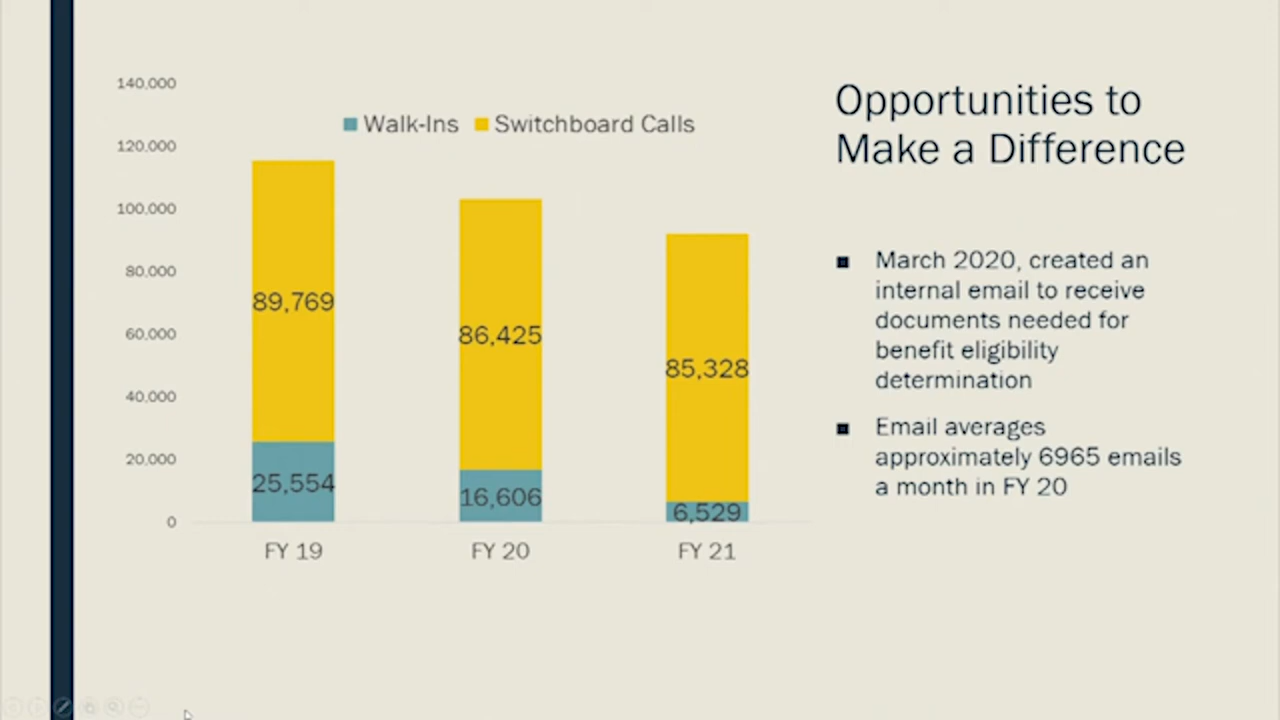 Opportunities to
Make a Difference
140,000
120,000
100,000
80,000
60,000
40,000
20,000
0
Walk-Ins Switchboard Calls
89,769
25,554
86,425
16,606
85,328
6,529
FY 19 FY 20 FY 21
March 2020, created an
internal email to receive
documents needed for
benefit eligibility
determination
Email averages
approximately 6965 emails
a month in FY 20